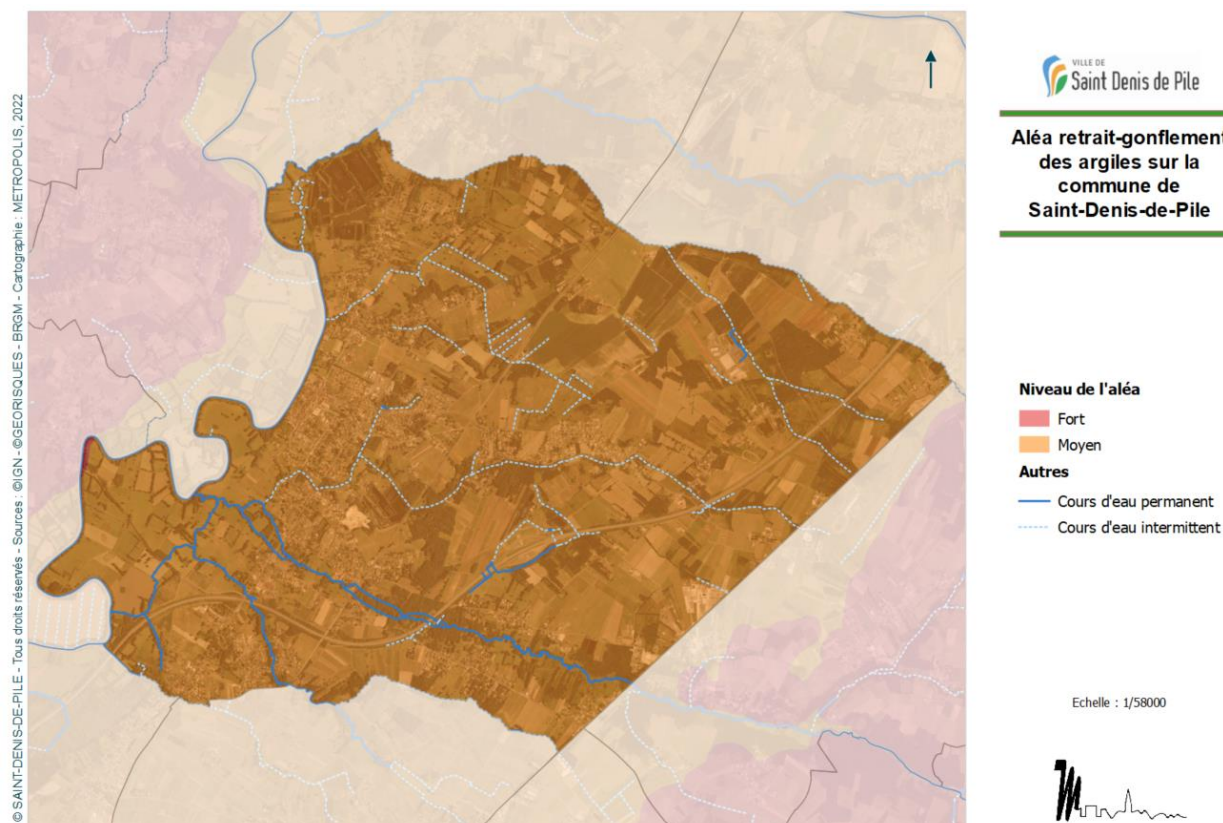 © SAINT-DENIS-DE-PILE - Tous droits réservés - Sources : ©IGN - ©GEORISQUES - BRGM - Cartographie : METROPOLIS, 2022
VILLE DE
Saint Denis de Pile
Aléa retrait-gonflement
des argiles sur la
commune de
Saint-Denis-de-Pile
Niveau de l'aléa
Fort
Moyen
Autres
Cours d'eau permanent
Cours d'eau intermittent
Echelle : 1/58000